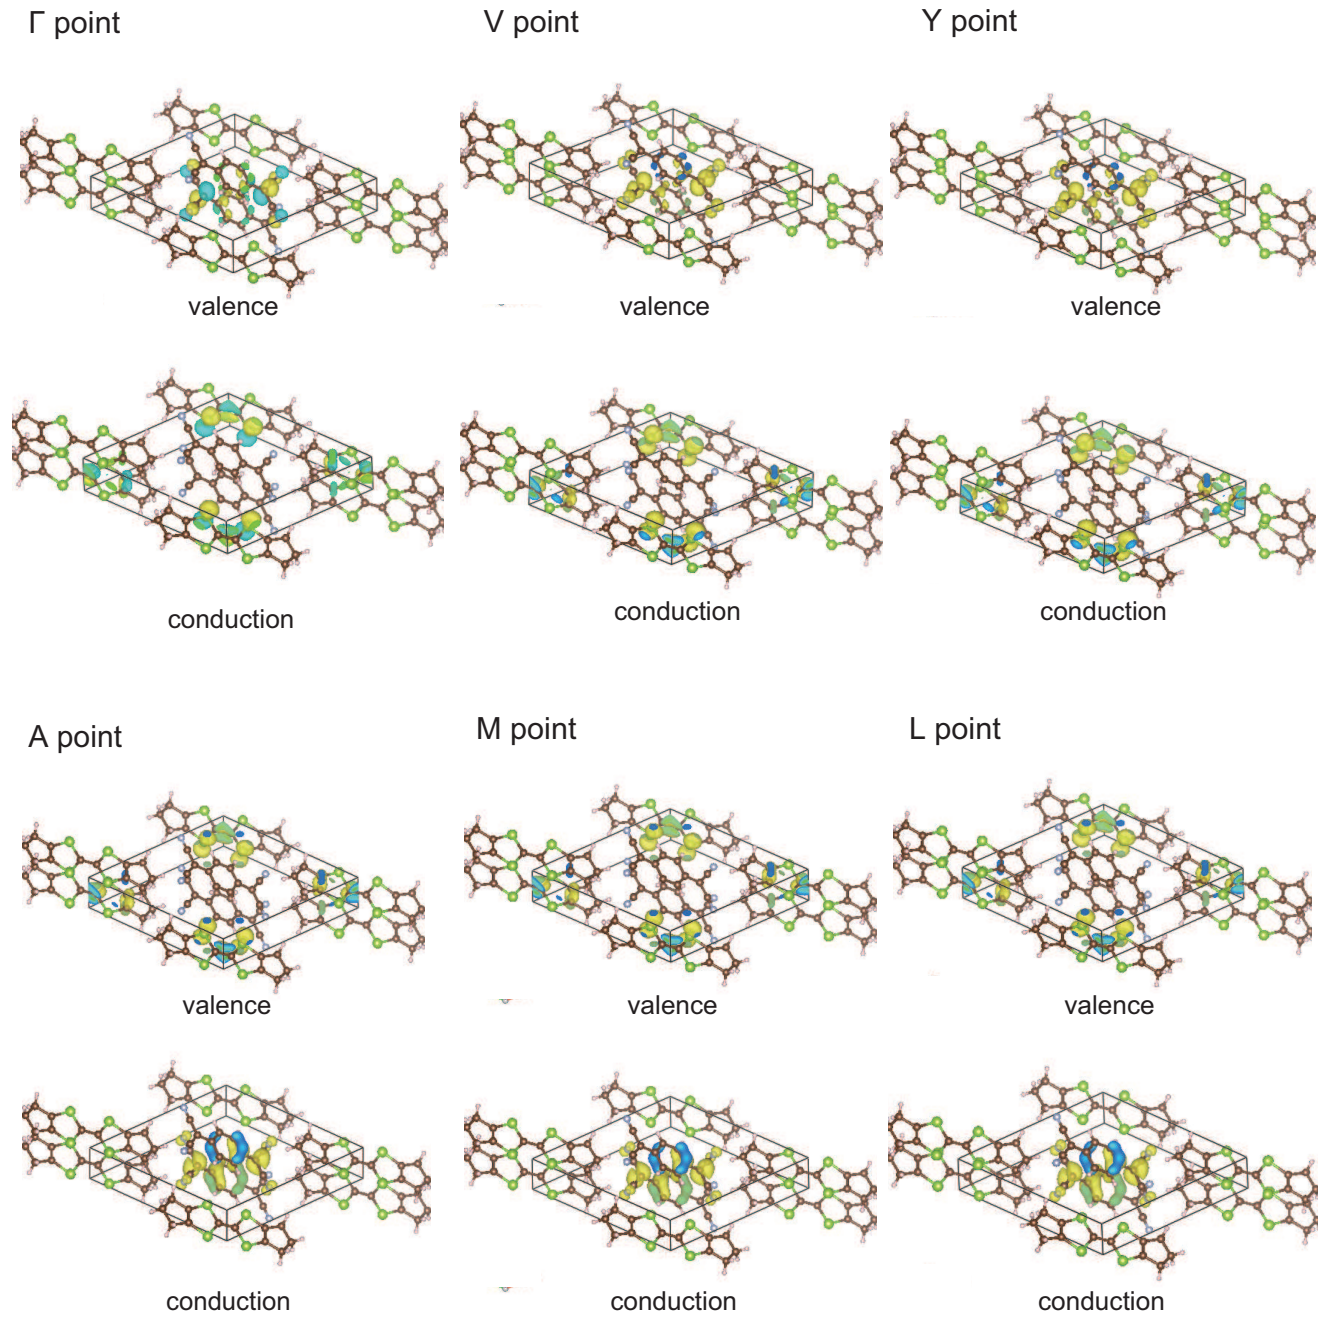 Γ point
V point
Y point
valence
valence
valence
conduction
conduction
conduction
A point
M point
L point
valence
valence
valence
conduction
conduction
conduction